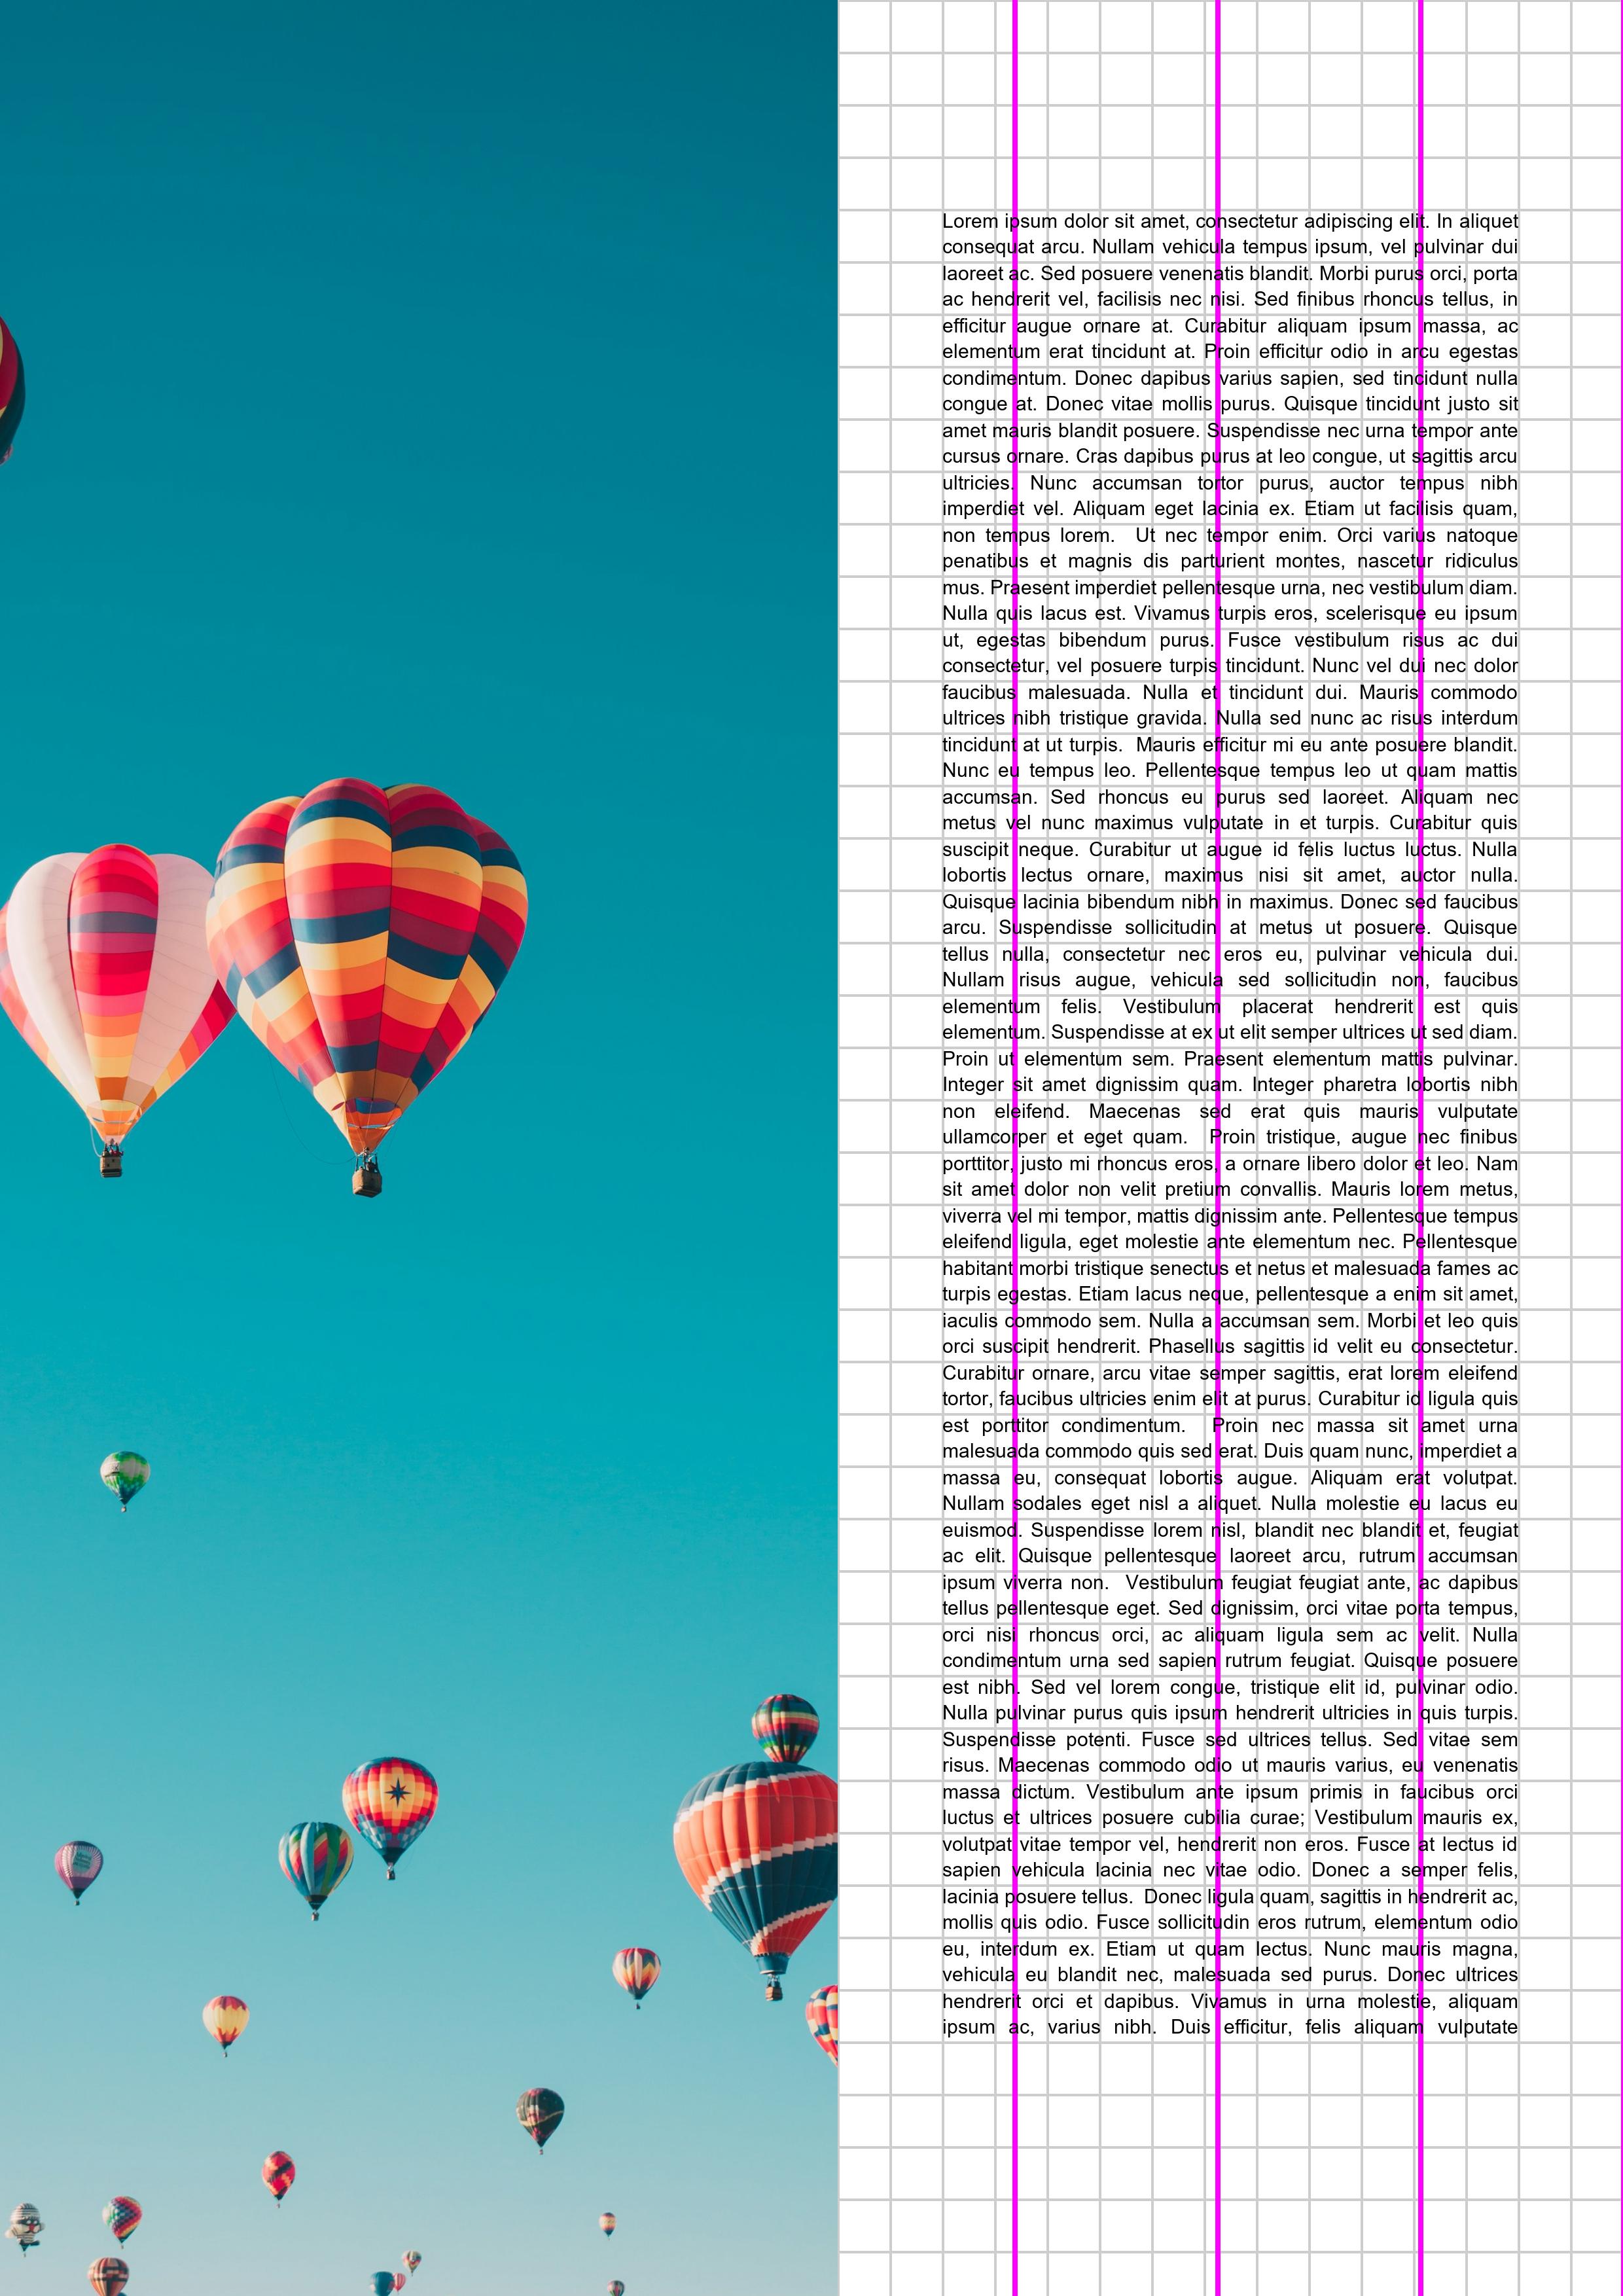 Lorem ipsum dolor sit amet, consectetur adipiscing elit. In aliquet
consequat arcu. Nullam vehicula tempus ipsum, vel pulvinar dui
laoreet ac. Sed posuere venenatis blandit. Morbi purus orci, porta
ac hendrerit vel, facilisis nec nisi. Sed finibus rhoncus tellus, in
efficitur augue ornare at. Curabitur aliquam ipsum massa, ac
elementum erat tincidunt at. Proin efficitur odio in arcu egestas
condimentum. Donec dapibus varius sapien, sed tincidunt nulla
congue at. Donec vitae mollis purus. Quisque tincidunt justo sit
amet mauris blandit posuere. Suspendisse nec urna tempor ante
cursus ornare. Cras dapibus purus at leo congue, ut sagittis arcu
ultricies. Nunc accumsan tortor purus, auctor tempus nibh
imperdiet vel. Aliquam eget lacinia ex. Etiam ut facilisis quam,
non tempus lorem.  Ut nec tempor enim. Orci varius natoque
penatibus et magnis dis parturient montes, nascetur ridiculus
mus. Praesent imperdiet pellentesque urna, nec vestibulum diam.
Nulla quis lacus est. Vivamus turpis eros, scelerisque eu ipsum
ut, egestas bibendum purus. Fusce vestibulum risus ac dui
consectetur, vel posuere turpis tincidunt. Nunc vel dui nec dolor
faucibus malesuada. Nulla et tincidunt dui. Mauris commodo
ultrices nibh tristique gravida. Nulla sed nunc ac risus interdum
tincidunt at ut turpis.  Mauris efficitur mi eu ante posuere blandit.
Nunc eu tempus leo. Pellentesque tempus leo ut quam mattis
accumsan. Sed rhoncus eu purus sed laoreet. Aliquam nec
metus vel nunc maximus vulputate in et turpis. Curabitur quis
suscipit neque. Curabitur ut augue id felis luctus luctus. Nulla
lobortis lectus ornare, maximus nisi sit amet, auctor nulla.
Quisque lacinia bibendum nibh in maximus. Donec sed faucibus
arcu. Suspendisse sollicitudin at metus ut posuere. Quisque
tellus nulla, consectetur nec eros eu, pulvinar vehicula dui.
Nullam risus augue, vehicula sed sollicitudin non, faucibus
elementum felis. Vestibulum placerat hendrerit est quis
elementum. Suspendisse at ex ut elit semper ultrices ut sed diam.
Proin ut elementum sem. Praesent elementum mattis pulvinar.
Integer sit amet dignissim quam. Integer pharetra lobortis nibh
non eleifend. Maecenas sed erat quis mauris vulputate
ullamcorper et eget quam.  Proin tristique, augue nec finibus
porttitor, justo mi rhoncus eros, a ornare libero dolor et leo. Nam
sit amet dolor non velit pretium convallis. Mauris lorem metus,
viverra vel mi tempor, mattis dignissim ante. Pellentesque tempus
eleifend ligula, eget molestie ante elementum nec. Pellentesque
habitant morbi tristique senectus et netus et malesuada fames ac
turpis egestas. Etiam lacus neque, pellentesque a enim sit amet,
iaculis commodo sem. Nulla a accumsan sem. Morbi et leo quis
orci suscipit hendrerit. Phasellus sagittis id velit eu consectetur.
Curabitur ornare, arcu vitae semper sagittis, erat lorem eleifend
tortor, faucibus ultricies enim elit at purus. Curabitur id ligula quis
est porttitor condimentum.  Proin nec massa sit amet urna
malesuada commodo quis sed erat. Duis quam nunc, imperdiet a
massa eu, consequat lobortis augue. Aliquam erat volutpat.
Nullam sodales eget nisl a aliquet. Nulla molestie eu lacus eu
euismod. Suspendisse lorem nisl, blandit nec blandit et, feugiat
ac elit. Quisque pellentesque laoreet arcu, rutrum accumsan
ipsum viverra non.  Vestibulum feugiat feugiat ante, ac dapibus
tellus pellentesque eget. Sed dignissim, orci vitae porta tempus,
orci nisi rhoncus orci, ac aliquam ligula sem ac velit. Nulla
condimentum urna sed sapien rutrum feugiat. Quisque posuere
est nibh. Sed vel lorem congue, tristique elit id, pulvinar odio.
Nulla pulvinar purus quis ipsum hendrerit ultricies in quis turpis.
Suspendisse potenti. Fusce sed ultrices tellus. Sed vitae sem
risus. Maecenas commodo odio ut mauris varius, eu venenatis
massa dictum. Vestibulum ante ipsum primis in faucibus orci
luctus et ultrices posuere cubilia curae; Vestibulum mauris ex,
volutpat vitae tempor vel, hendrerit non eros. Fusce at lectus id
sapien vehicula lacinia nec vitae odio. Donec a semper felis,
lacinia posuere tellus.  Donec ligula quam, sagittis in hendrerit ac,
mollis quis odio. Fusce sollicitudin eros rutrum, elementum odio
eu, interdum ex. Etiam ut quam lectus. Nunc mauris magna,
vehicula eu blandit nec, malesuada sed purus. Donec ultrices
hendrerit orci et dapibus. Vivamus in urna molestie, aliquam
ipsum ac, varius nibh. Duis efficitur, felis aliquam vulputate